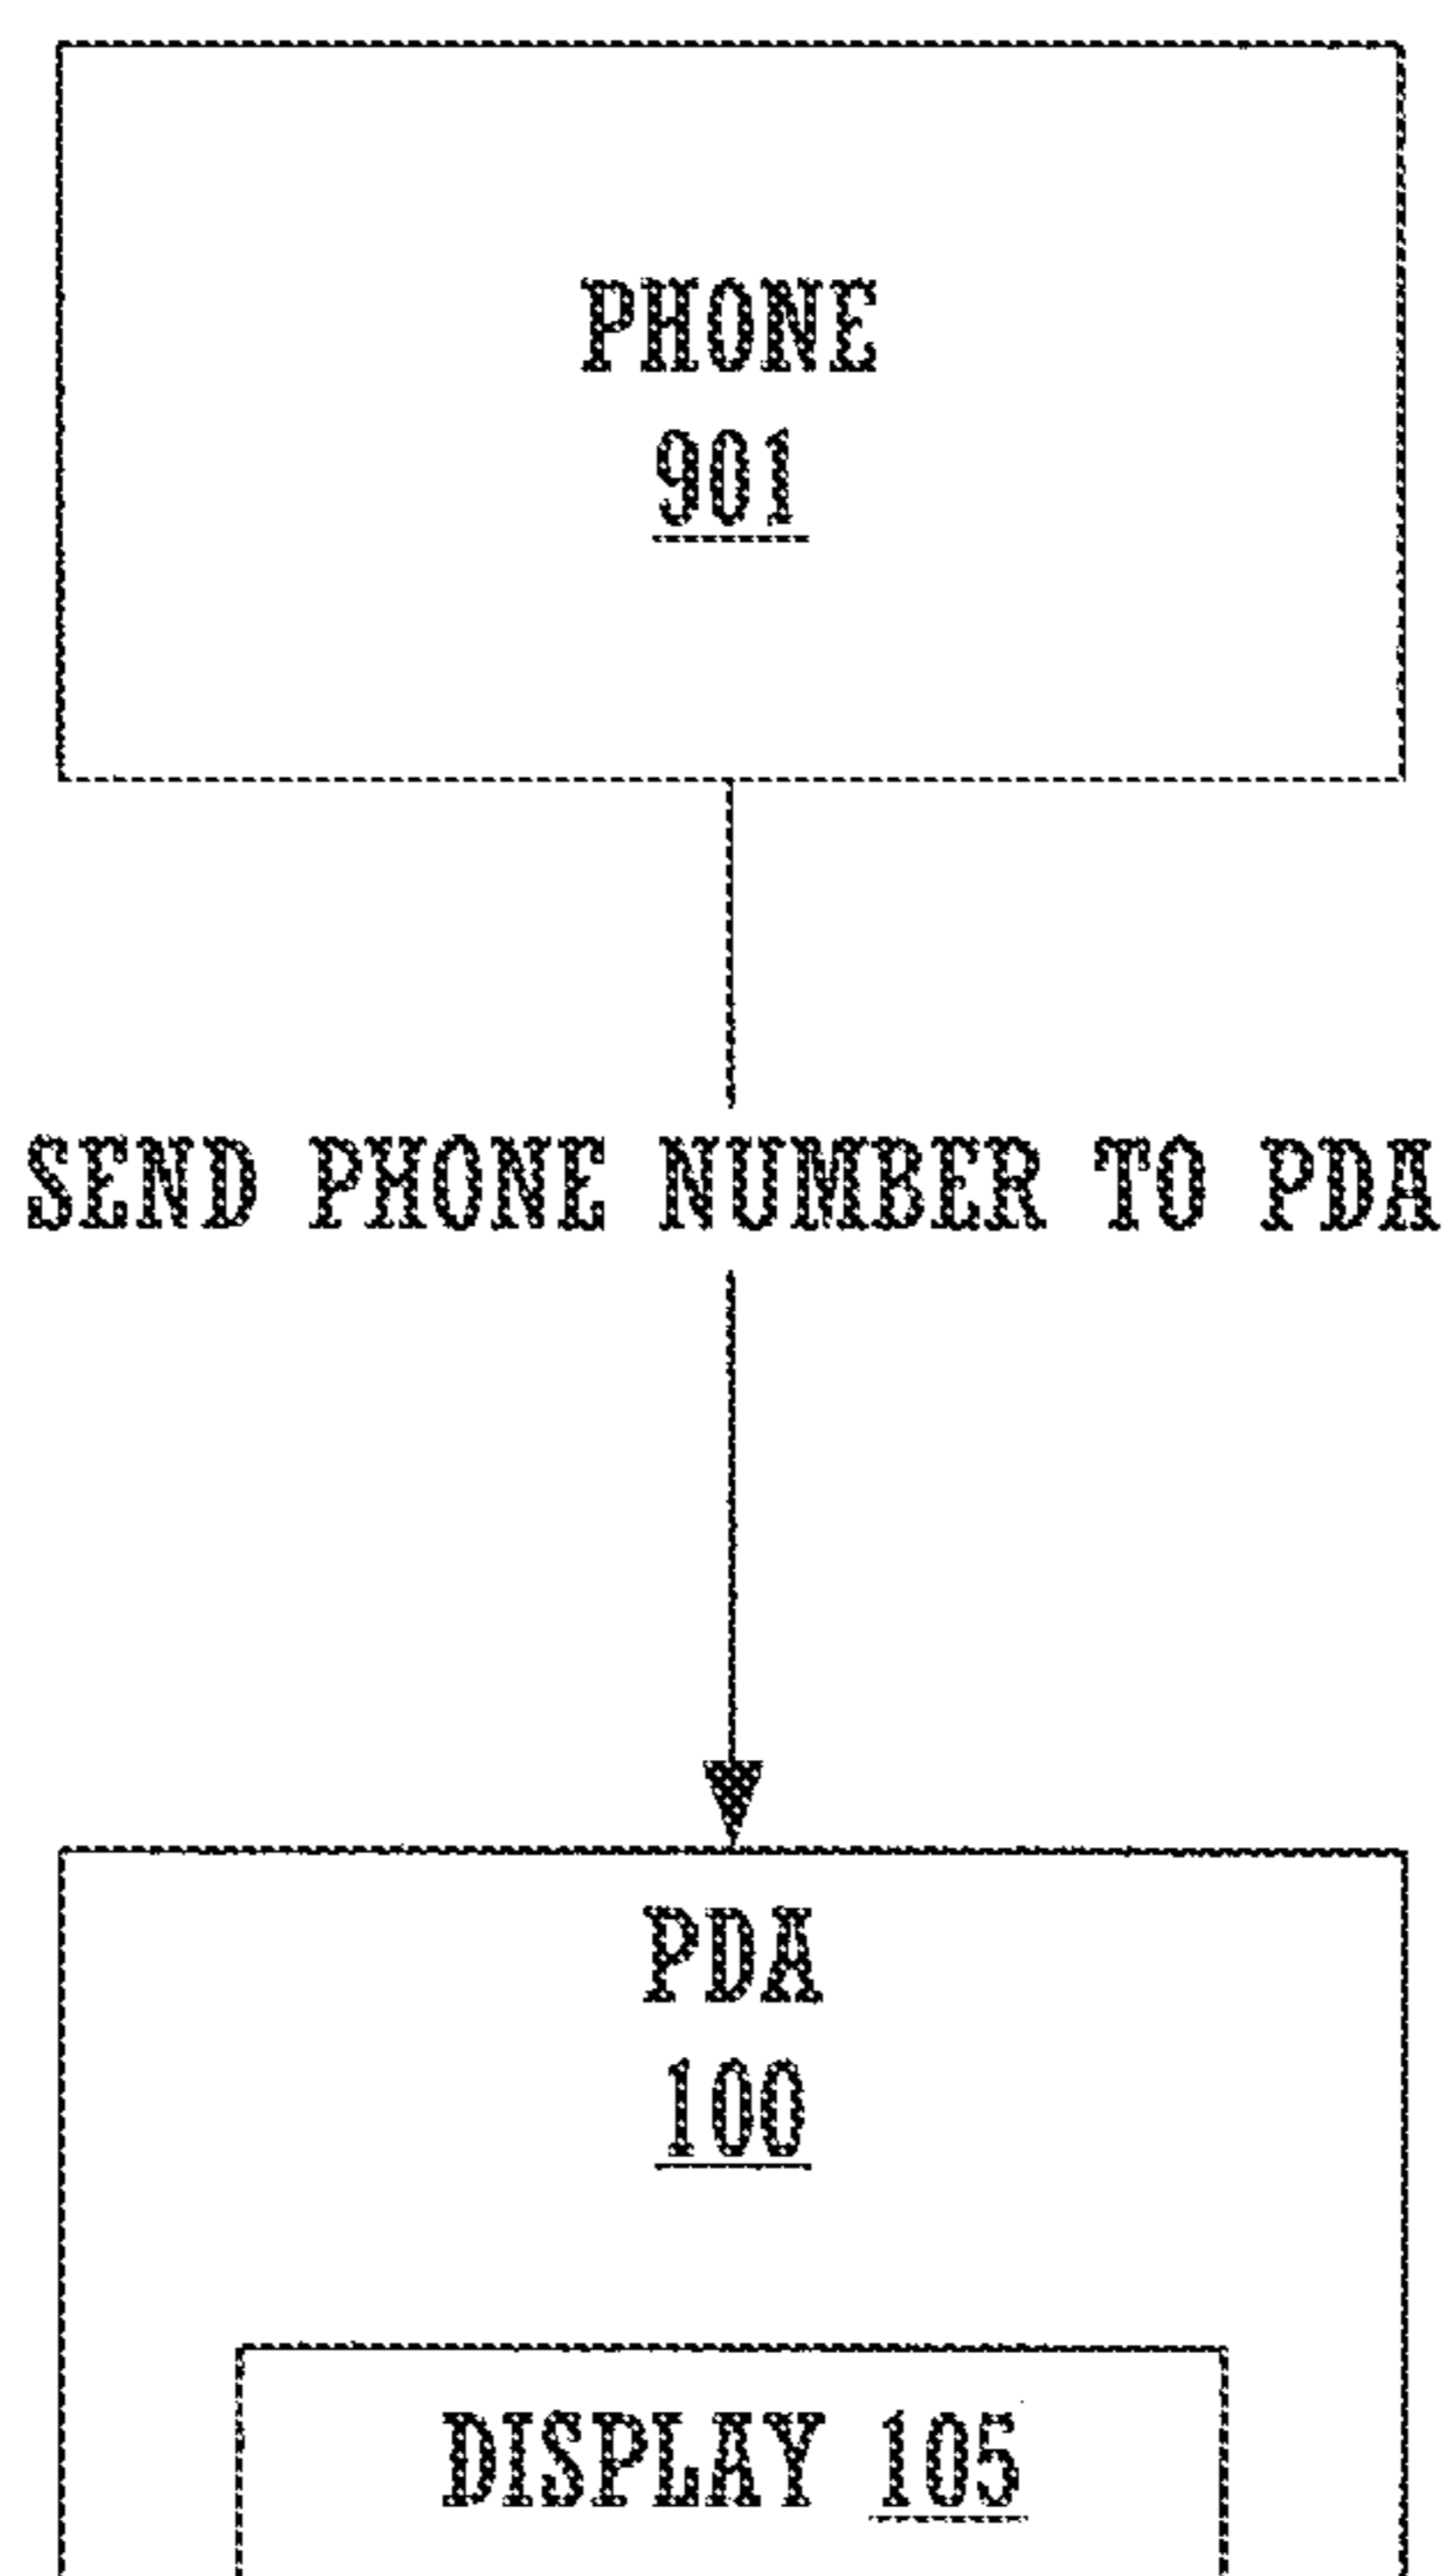 PHONE
901
SEND PHONE NUMBER TO PDA
PDA
100
DISPLAY 105